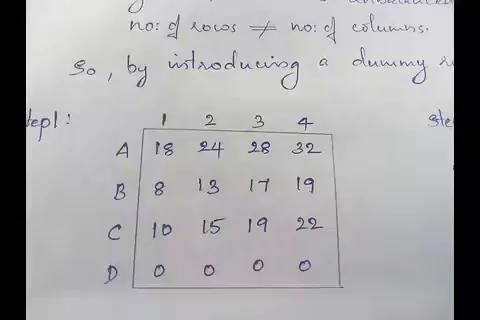 no: of rows ≠ no: of columns.
So, by introducing a dummy
1 2 3 4
A 18 24 28 32
B 8 13 17 19
C 10 15 19 22
D 0 0 0 0